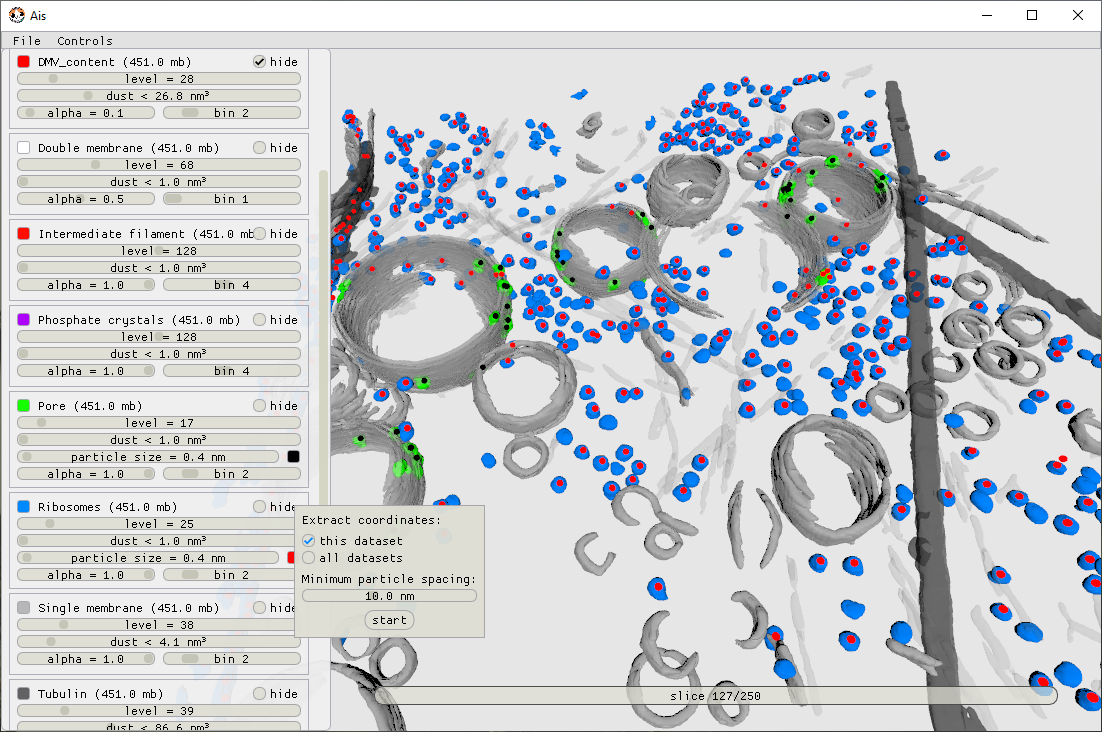 Ais
File Controls
DMV_content (451.0 mb) hide
level = 28
dust < 26.8 nm³
alpha = 0.1 bin 2
Double membrane (451.0 mb) hide
level = 68
dust < 1.0 nm³
alpha = 0.5 bin 1
Intermediate filament (451.0 mb hide
level = 128
dust < 1.0 nm³
alpha = 1.0 bin 4
Phosphate crystals (451.0 mb) hide
level = 128
dust < 1.0 nm³
alpha = 1.0 bin 4
Pore (451.0 mb) hide
level = 17
dust < 1.0 nm³
particle size = 0.4 nm
alpha = 1.0 bin 2
Ribosomes (451.0 mb) hide
level = 25
dust < 1.0 nm³
particle size = 0.4 nm
alpha = 1.0 bin 2
Extract coordinates:
this dataset
all datasets
Minimum particle spacing:
10.0 nm
start
Single membrane (451.0 mb) hide
level = 38
dust < 4.1 nm³
alpha = 1.0 bin 2
Tubulin (451.0 mb) hide
level = 39
dust < 86.6 nm³
slice 127/250